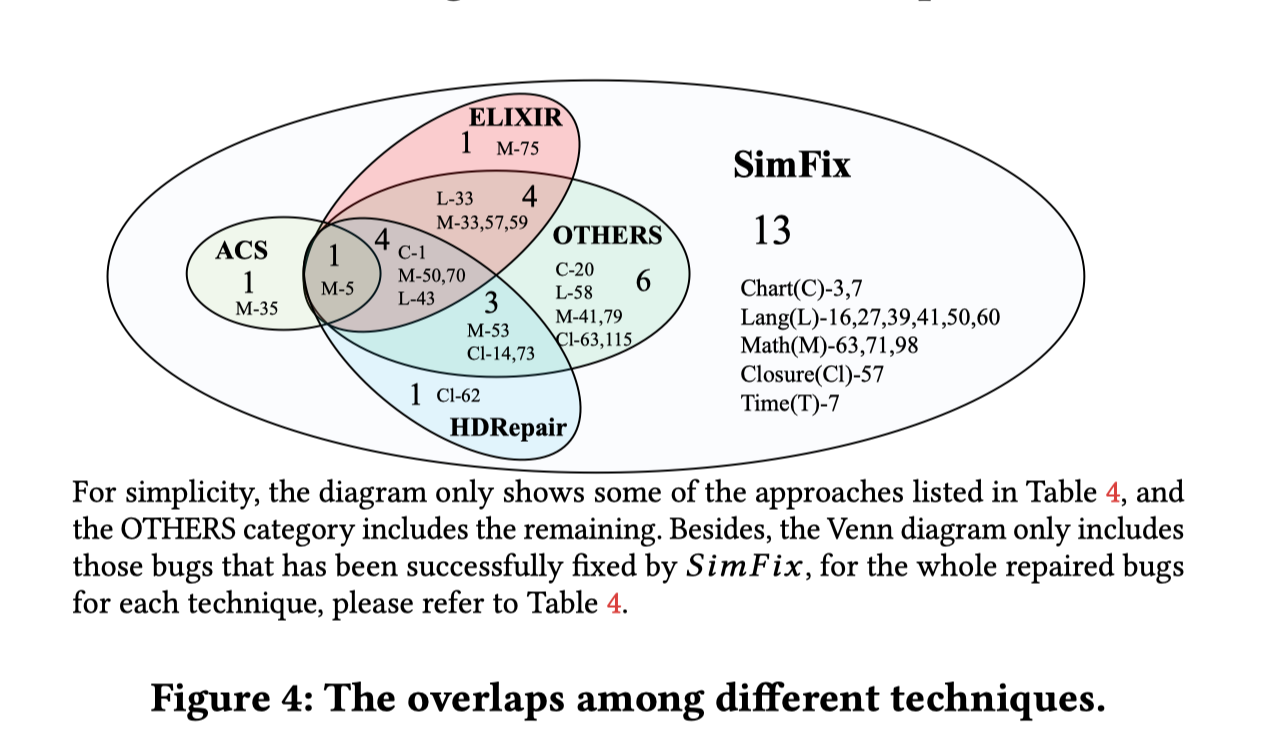 ELIXIR
1 M-75
SimFix
L-33 4
M-33,57,59
13
OTHERS
ACS
1
M-35
1
M-5
4
C-1
M-50,70
L-43
C-20
L-58
6
M-41,79
Cl-63,115
3
M-53
Cl-14,73
Chart(C)-3,7
Lang(L)-16,27,39,41,50,60
Math(M)-63,71,98
Closure(Cl)-57
Time(T)-7
1 Cl-62
HDRepair
For simplicity, the diagram only shows some of the approaches listed in Table 4, and
the OTHERS category includes the remaining. Besides, the Venn diagram only includes
those bugs that has been successfully fixed by SimFix, for the whole repaired bugs
for each technique, please refer to Table 4.
Figure 4: The overlaps among different techniques.